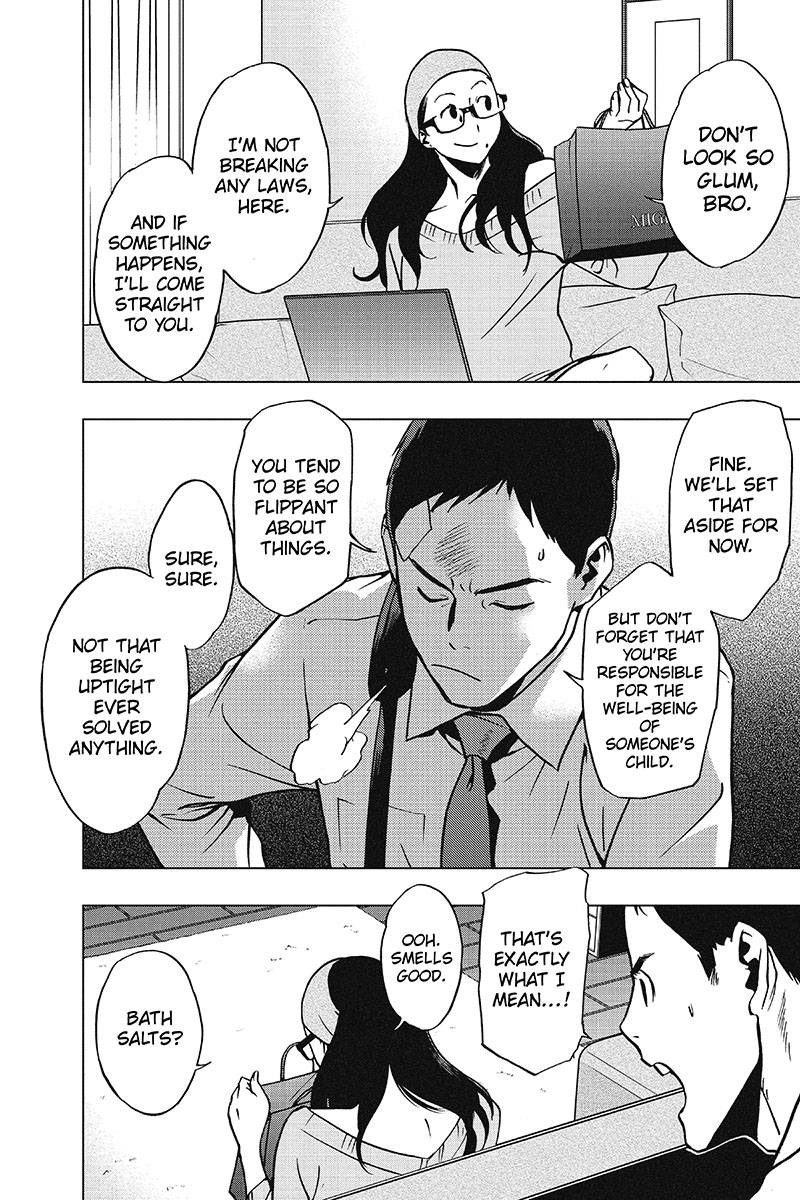 DON'T
LOOK SO
GLUM,
BRO.
I'M NOT
BREAKING
ANY LAWS,
HERE.
AND IF
SOMETHING
HAPPENS,
I'LL COME
STRAIGHT
TO YOU.
FINE.
WE'LL SET
THAT
ASIDE FOR
NOW.
BUT DON'T
FORGET THAT
YOU'RE
RESPONSIBLE
FOR THE
WELL-BEING
OF
SOMEONE'S
CHILD.
YOU TEND
TO BE SO
FLIPPANT
ABOUT
THINGS.
SURE,
SURE.
NOT THAT
BEING
UPTIGHT
EVER
SOLVED
ANYTHING.
THAT'S
EXACTLY
WHAT I
MEAN...!
OOH.
SMELLS
GOOD.
BATH
SALTS?